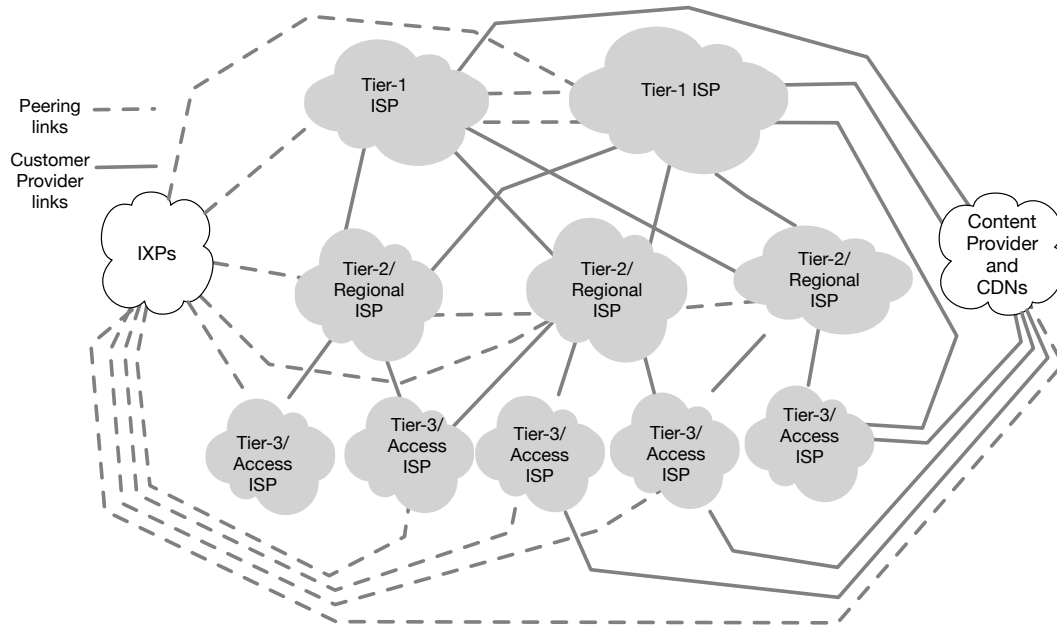 Tier-1
ISP
Tier-1 ISP
Peering
links
Customer
Provider
links
IXPs
Tier-2/
Regional
ISP
Tier-2/
Regional
ISP
Tier-2/
Regional
ISP
Content
Provider
and
CDNs
Tier-3/
Access
ISP
Tier-3/
Access
ISP
Tier-3/
Access
ISP
Tier-3/
Access
ISP
Tier-3/
Access
ISP